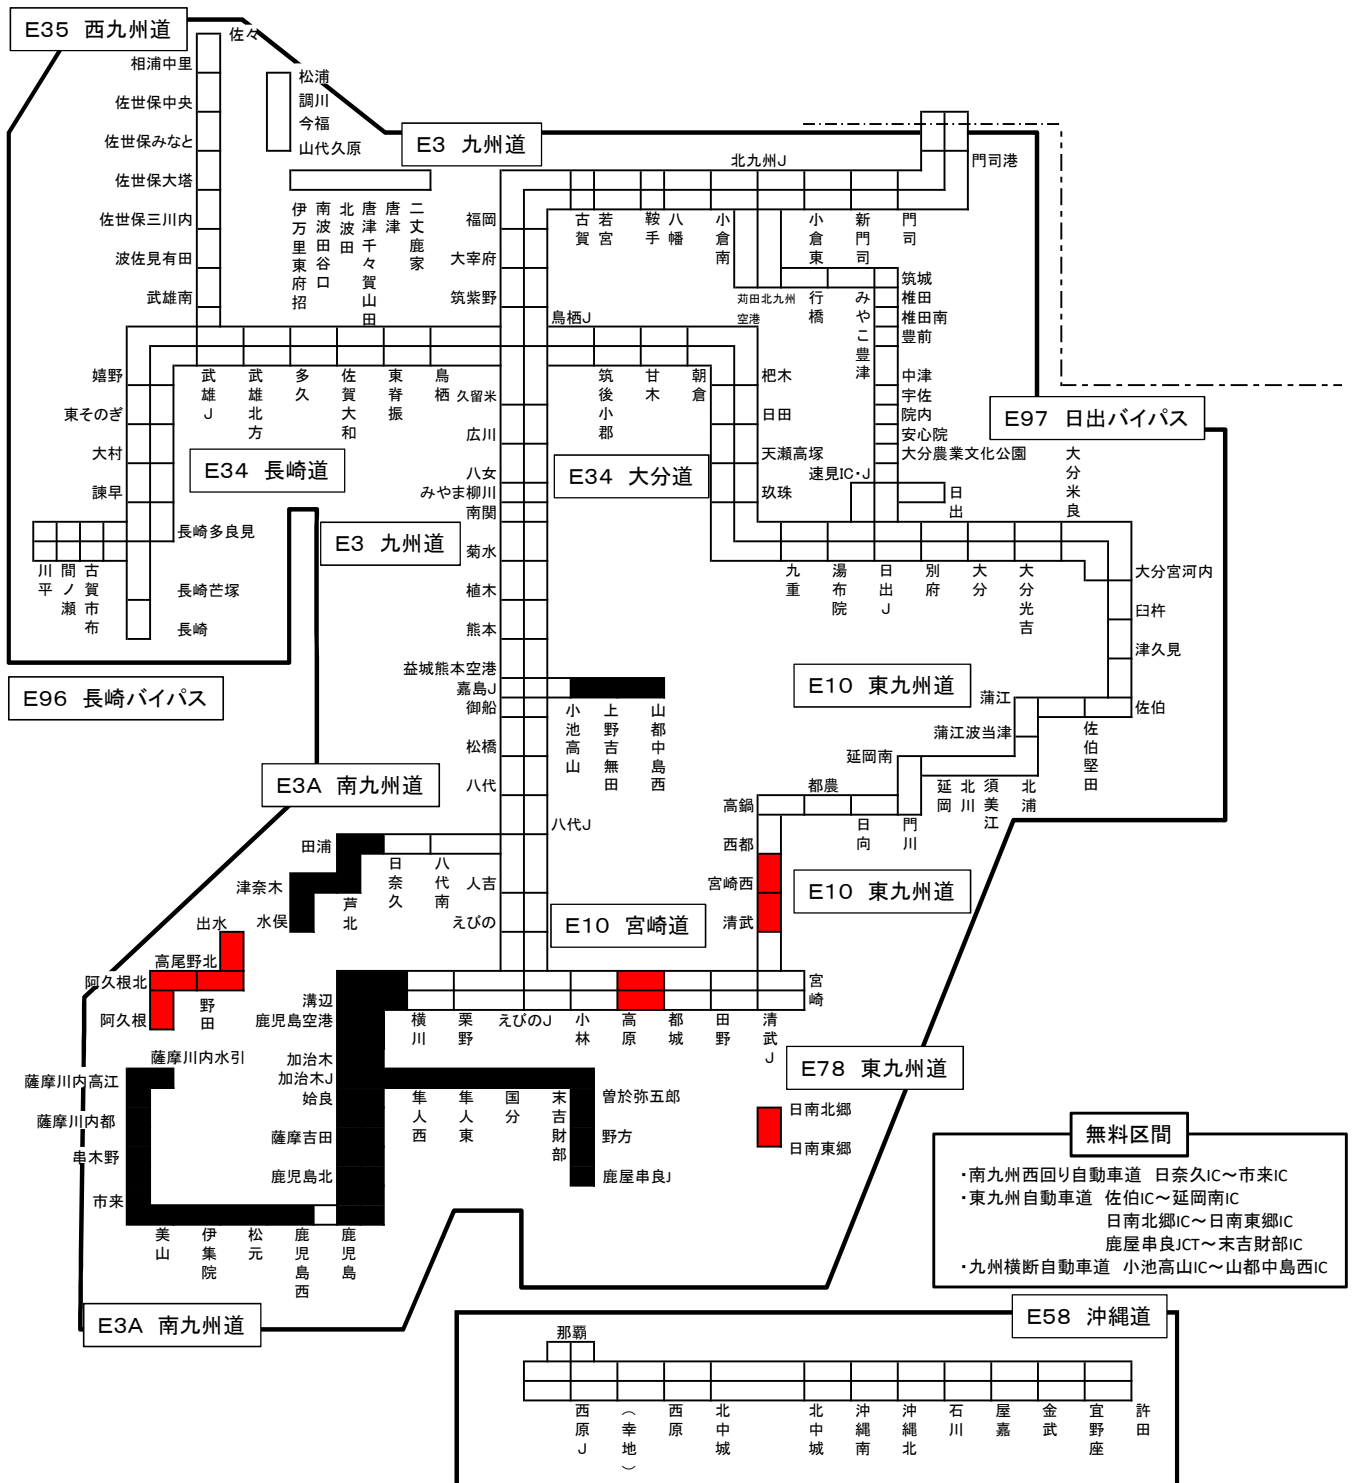 E35 西九州道
佐々
相浦中里
佐世保中央
佐世保みなと
佐世保大塔
佐世保三川内
波佐見有田
武雄南
松浦
調川
今福
山代久原
伊万里東府招
南波田谷口
北波田
唐津千々賀山田
唐津
二丈鹿家
E3 九州道
北九州J
門司港
福岡
大宰府
筑紫野
鳥栖J
古賀
若宮
鞍手
八幡
小倉南
小倉東
新門司
門司
苅田北九州
空港
行橋
みやこ豊津
筑城
椎田
椎田南
豊前
中津
宇佐
院内
安心院
大分農業文化公園
速見IC・J
日出
E97 日出バイパス
大分米良
嬉野
東そのぎ
大村
諫早
武雄J
武雄北方
多久
佐賀大和
東脊振
鳥栖
久留米
筑後小郡
甘木
朝倉
杷木
日田
天瀬高塚
玖珠
E34 長崎道
E34 大分道
広川
八女
みやま柳川
南関
菊水
植木
熊本
益城熊本空港
嘉島J
御船
松橋
八代
八代J
人吉
えびの
E3 九州道
長崎多良見
川平
間ノ瀬
古賀市布
長崎芒塚
長崎
E96 長崎バイパス
九重
湯布院
日出J
別府
大分
大分光吉
大分宮河内
臼杵
津久見
佐伯
佐伯堅田
蒲江
蒲江波当津
E10 東九州道
延岡南
延岡
北川
須美江
北浦
小池高山
上野吉無田
山都中島西
E3A 南九州道
高鍋
都農
日向
門川
西都
宮崎西
清武
E10 東九州道
田浦
日奈久
八代南
津奈木
水俣
芦北
E10 宮崎道
出水
高尾野北
阿久根北
阿久根
野田
溝辺
鹿児島空港
横川
栗野
えびのJ
小林
高原
都城
田野
清武J
宮崎
加治木
加治木J
姶良
薩摩吉田
鹿児島北
隼人西
隼人東
国分
末吉財部
曽於弥五郎
野方
鹿屋串良J
E78 東九州道
日南北郷
日南東郷
薩摩川内水引
薩摩川内高江
薩摩川内都
串木野
市来
美山
伊集院
松元
鹿児島西
鹿児島
E3A 南九州道
無料区間
・南九州西回り自動車道 日奈久IC～市来IC
・東九州自動車道 佐伯IC～延岡南IC
日南北郷IC～日南東郷IC
鹿屋串良JCT～末吉財部IC
・九州横断自動車道 小池高山IC～山都中島西IC
E58 沖縄道
那覇
西原J
（幸地）
西原
北中城
北中城
沖縄南
沖縄北
石川
屋嘉
金武
宜野座
許田